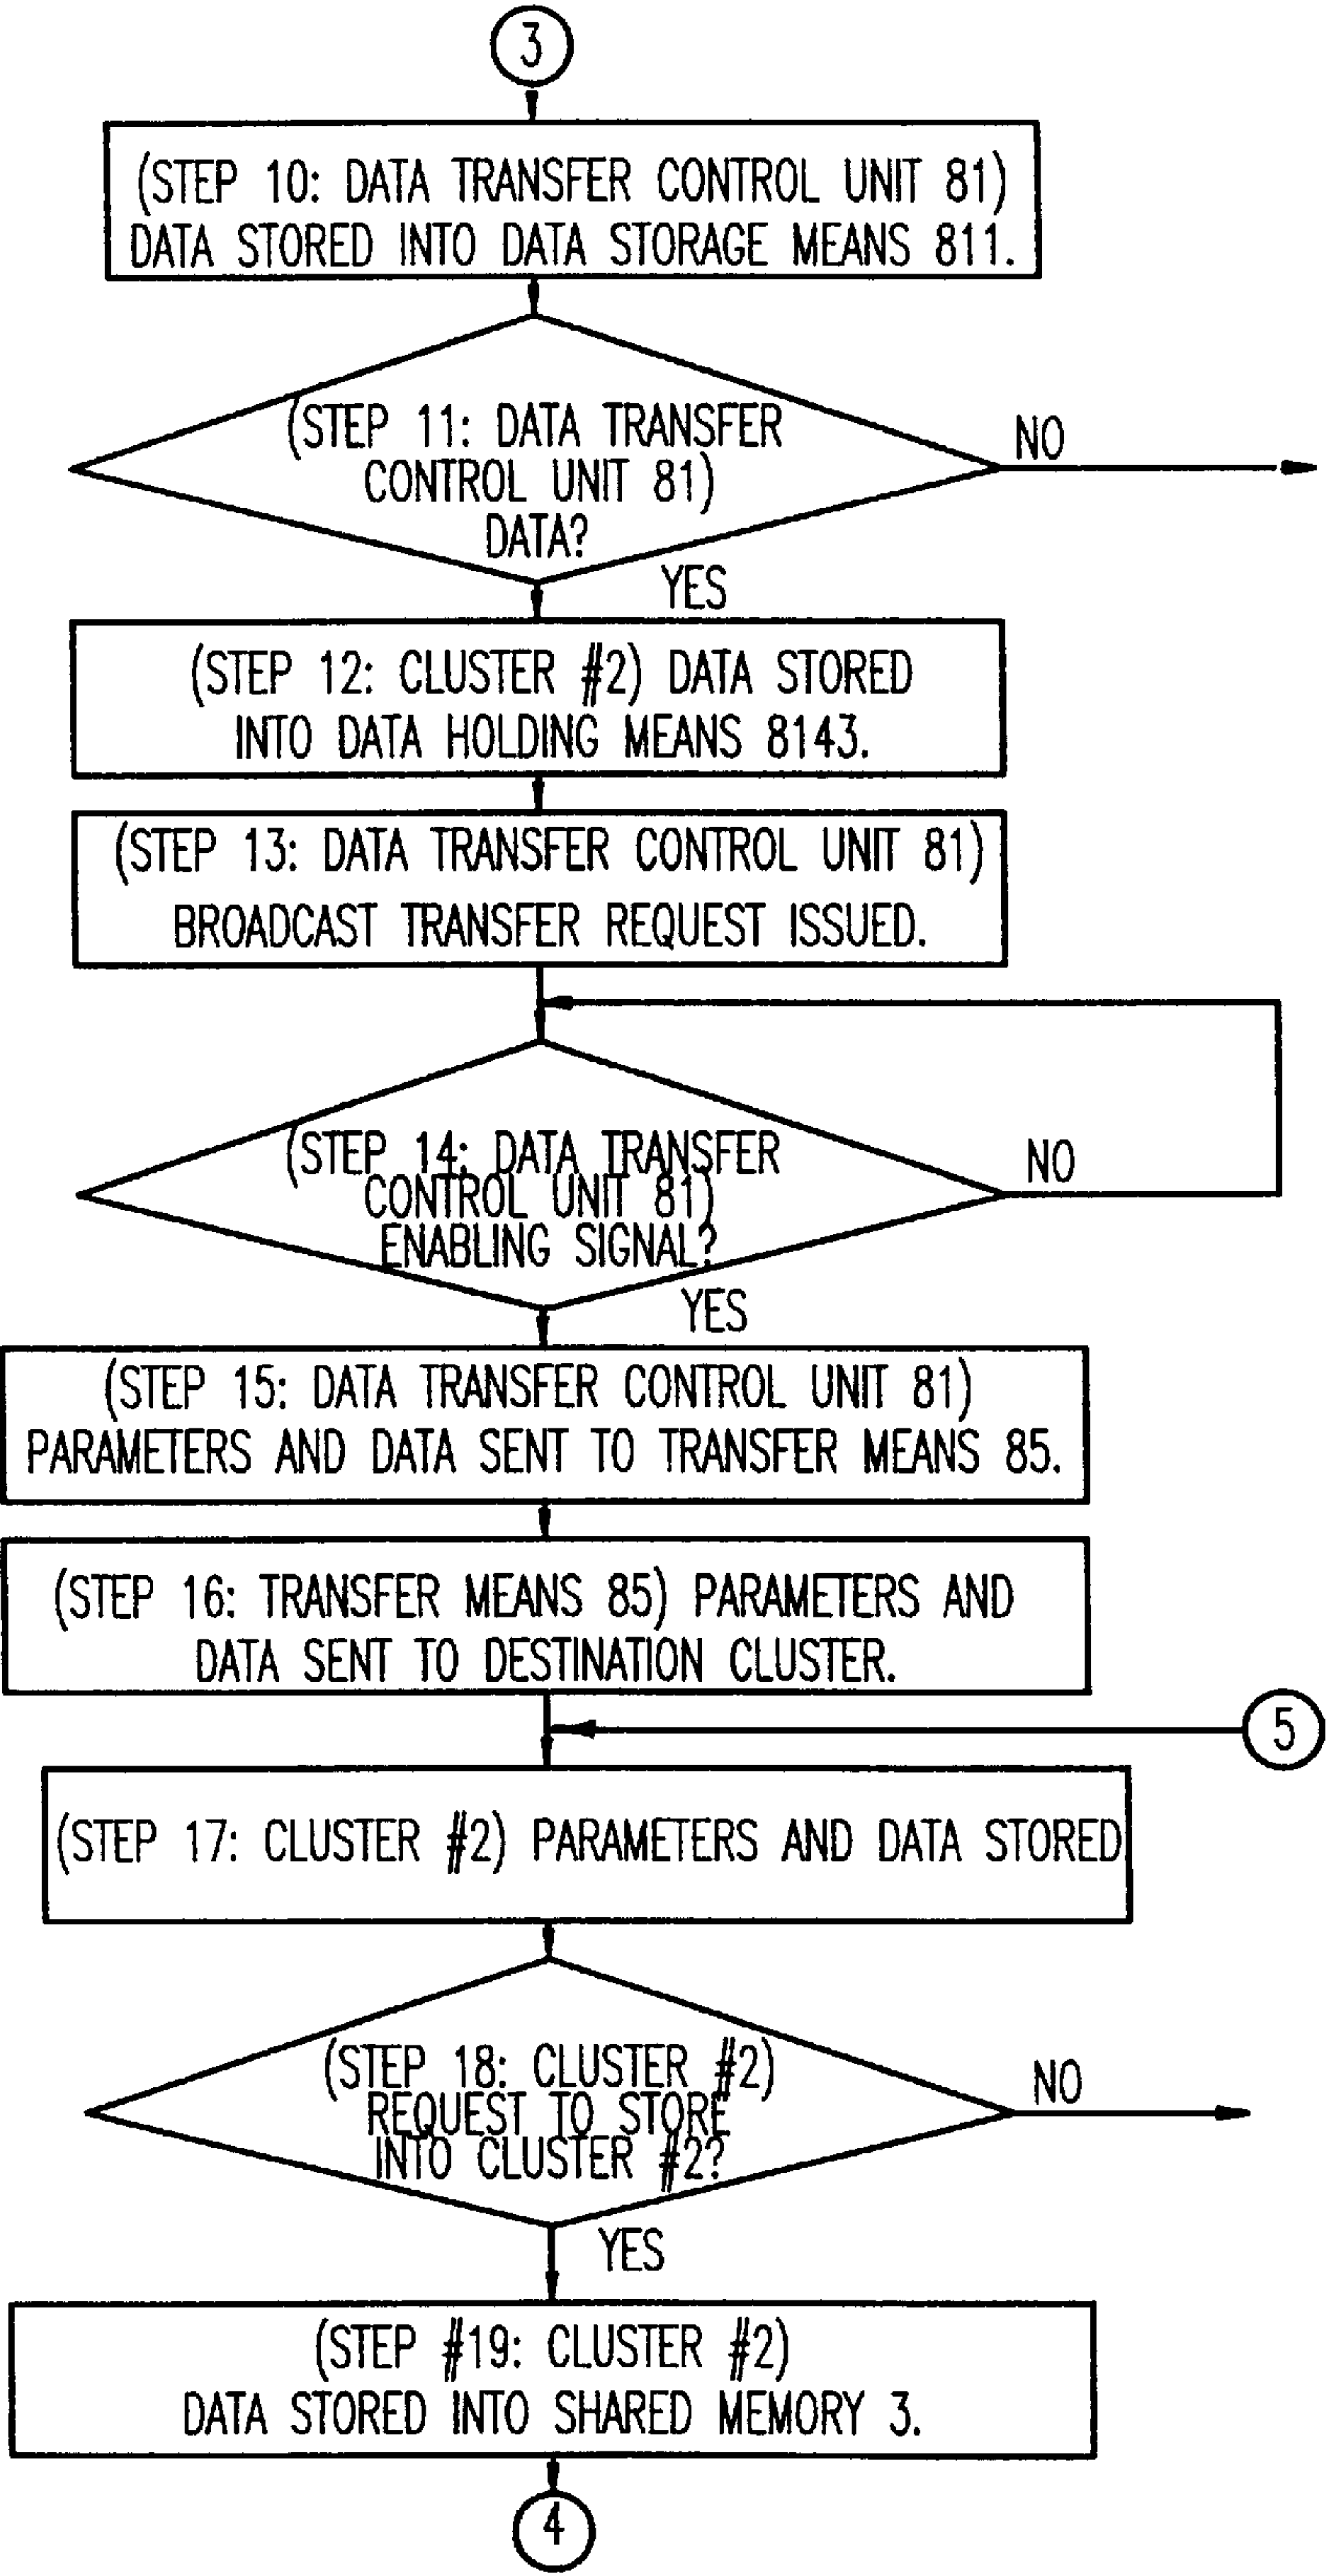 3
(STEP 10: DATA TRANSFER CONTROL UNIT 81)
DATA STORED INTO DATA STORAGE MEANS 811.
(STEP 11: DATA TRANSFER
CONTROL UNIT 81)
DATA?
NO
YES
(STEP 12: CLUSTER #2) DATA STORED
INTO DATA HOLDING MEANS 8143.
(STEP 13: DATA TRANSFER CONTROL UNIT 81)
BROADCAST TRANSFER REQUEST ISSUED.
(STEP 14: DATA TRANSFER
CONTROL UNIT 81)
ENABLING SIGNAL?
NO
YES
(STEP 15: DATA TRANSFER CONTROL UNIT 81)
PARAMETERS AND DATA SENT TO TRANSFER MEANS 85.
(STEP 16: TRANSFER MEANS 85) PARAMETERS AND
DATA SENT TO DESTINATION CLUSTER.
5
(STEP 17: CLUSTER #2) PARAMETERS AND DATA STORED
(STEP 18: CLUSTER #2)
REQUEST TO STORE
INTO CLUSTER #2?
NO
YES
(STEP #19: CLUSTER #2)
DATA STORED INTO SHARED MEMORY 3.
4